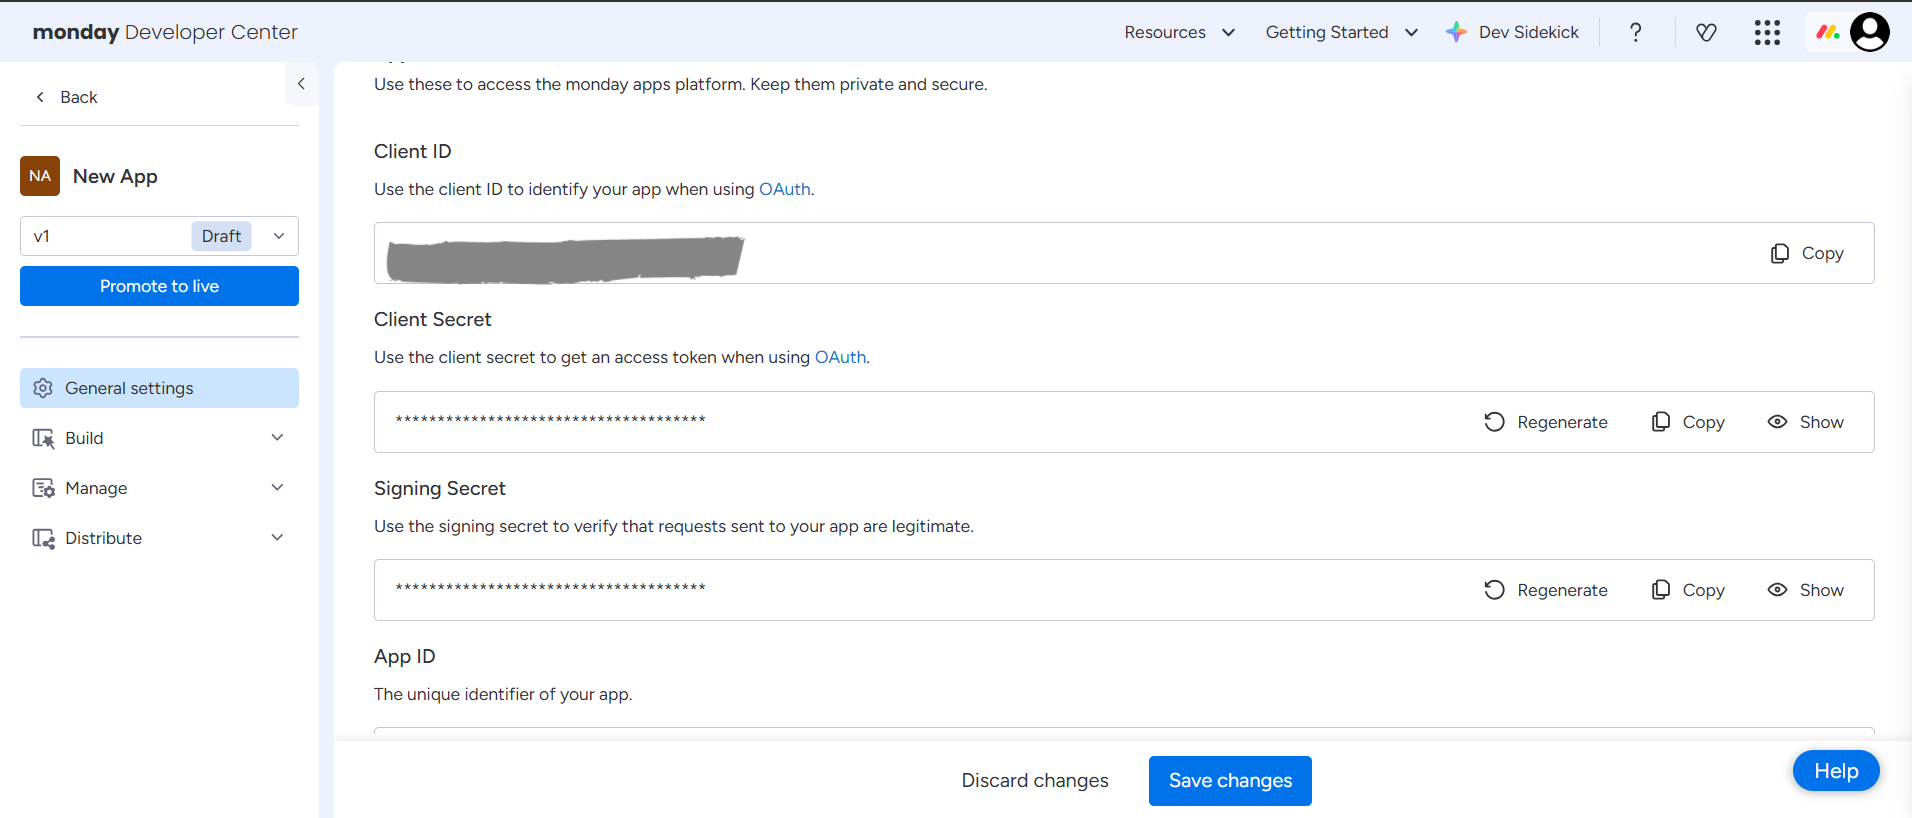 monday Developer Center
Resources
Getting Started
Dev Sidekick
?
Back
NA
New App
v1
Draft
Promote to live
General settings
Build
Manage
Distribute
Use these to access the monday apps platform. Keep them private and secure.
Client ID
Use the client ID to identify your app when using OAuth.
Copy
Client Secret
Use the client secret to get an access token when using OAuth.
*************************************
Regenerate
Copy
Show
Signing Secret
Use the signing secret to verify that requests sent to your app are legitimate.
*************************************
Regenerate
Copy
Show
App ID
The unique identifier of your app.
Discard changes
Save changes
Help